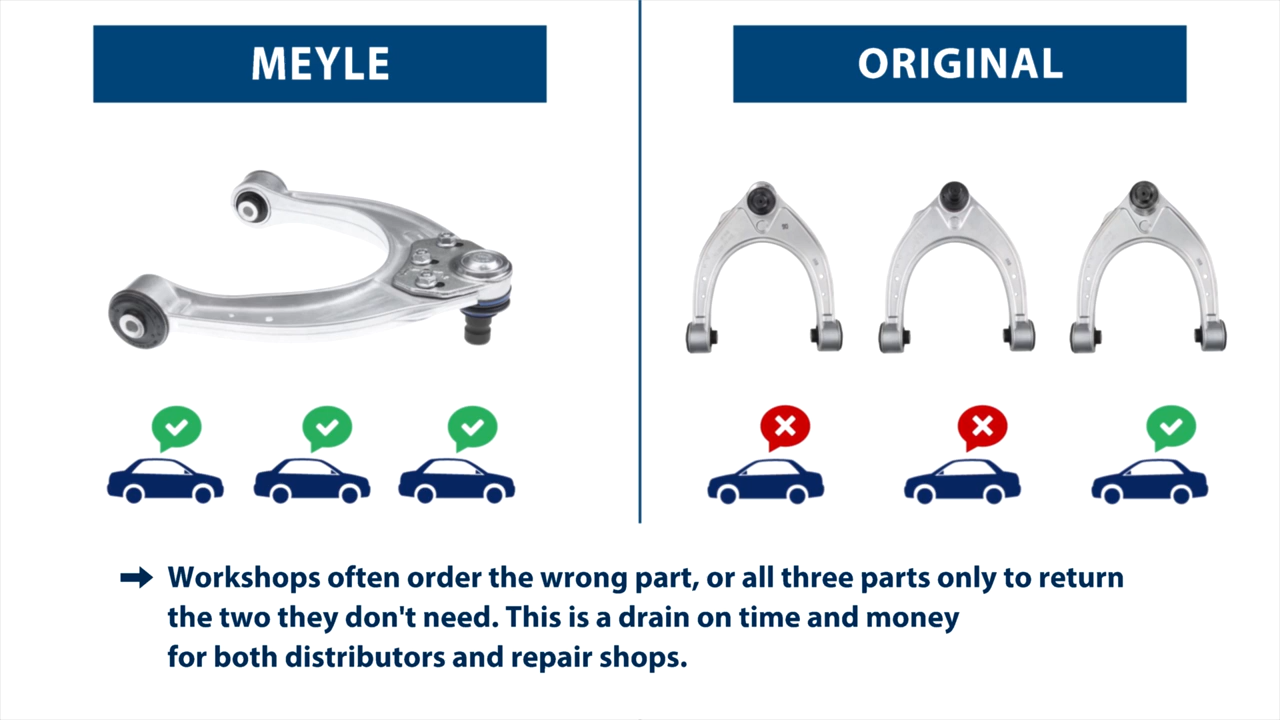 MEYLE
ORIGINAL
Workshops often order the wrong part, or all three parts only to return
the two they don't need. This is a drain on time and money
for both distributors and repair shops.